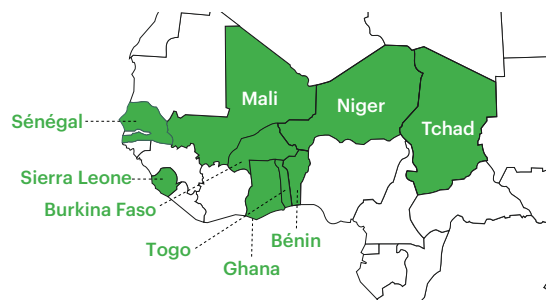 Mali
Niger
Tchad
Sénégal
Sierra Leone
Burkina Faso
Togo
Bénin
Ghana